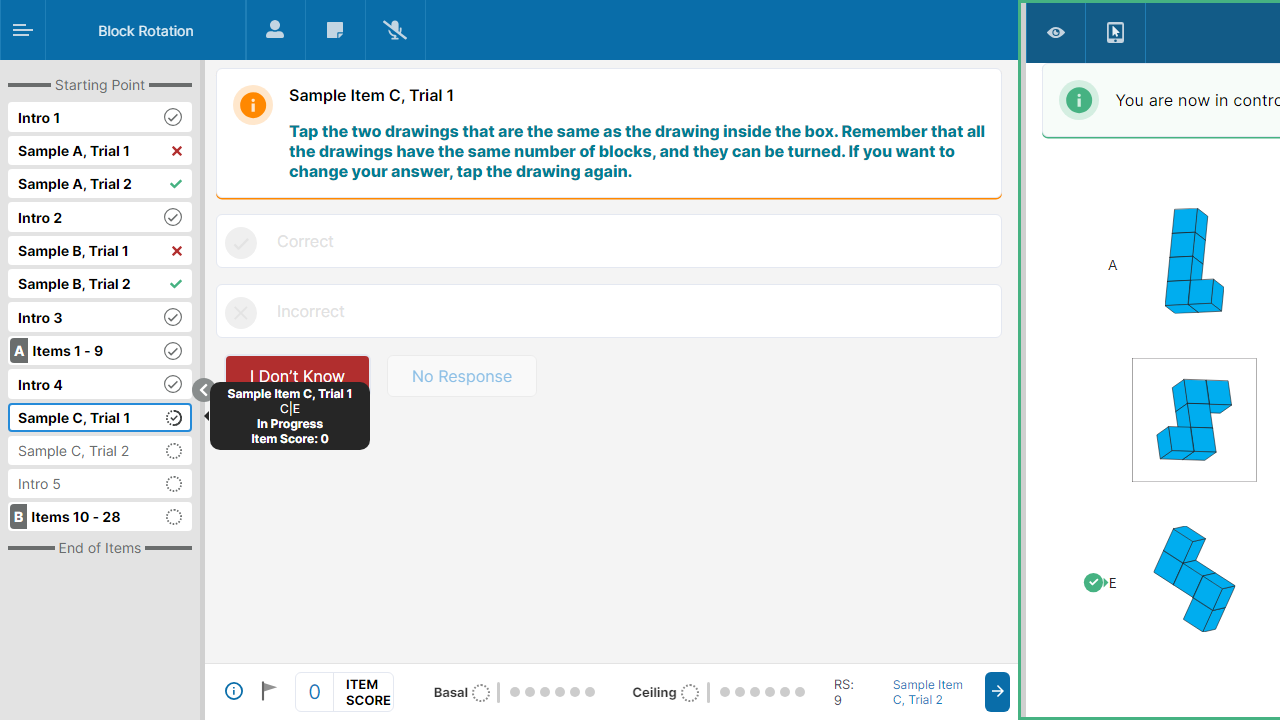 Block Rotation
Starting Point
Intro 1
Sample A, Trial 1
Sample A, Trial 2
Intro 2
Sample B, Trial 1
Sample B, Trial 2
Intro 3
A Items 1 - 9
Intro 4
Sample C, Trial 1
Sample C, Trial 2
Intro 5
B Items 10 - 28
End of Items
Sample Item C, Trial 1
Tap the two drawings that are the same as the drawing inside the box. Remember that all
the drawings have the same number of blocks, and they can be turned. If you want to
change your answer, tap the drawing again.
Correct
Incorrect
I Don't Know
No Response
Sample Item C, Trial 1
C|E
In Progress
Item Score: 0
0
ITEM
SCORE
Basal
Ceiling
RS:
9
Sample Item
C, Trial 2
You are now in contro
A
E